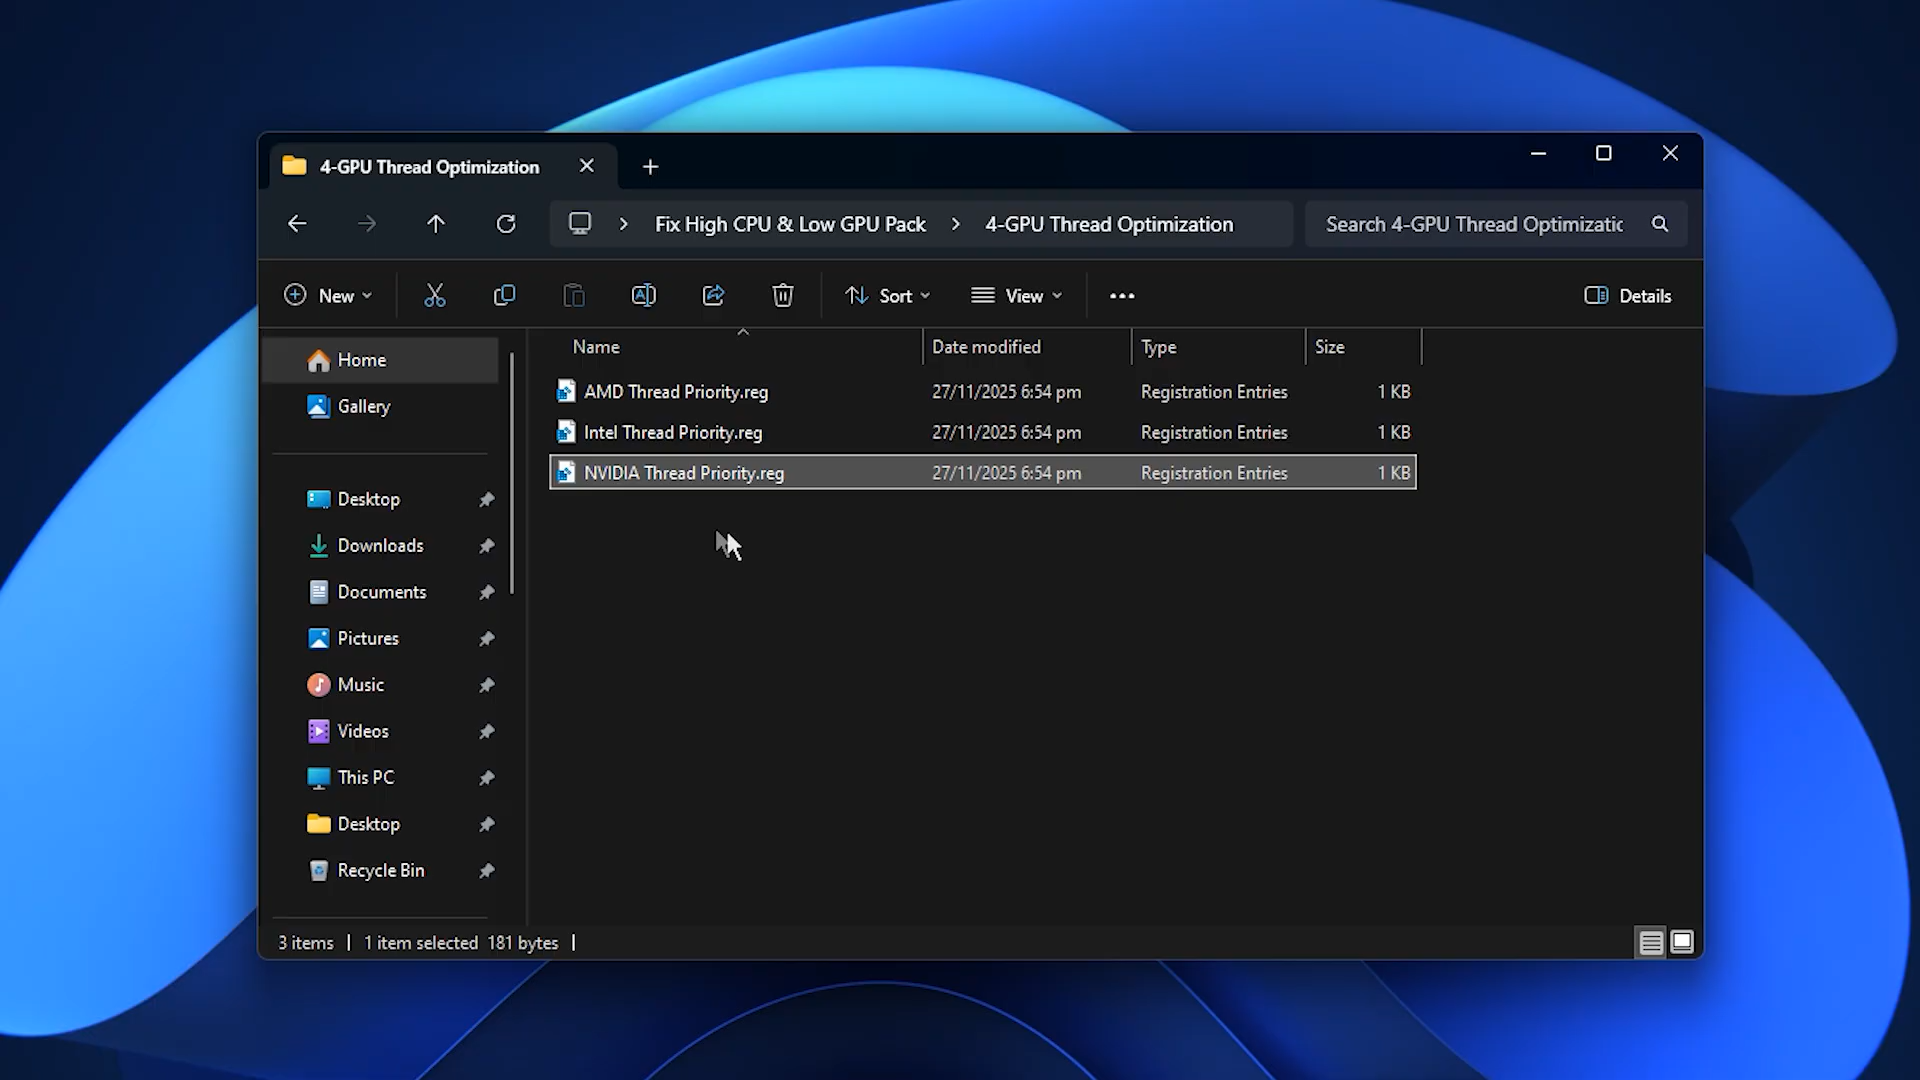 4-GPU Thread Optimization
Fix High CPU & Low GPU Pack > 4-GPU Thread Optimization
Search 4-GPU Thread Optimizatic
New
Sort
View
Details
Name Date modified Type Size
AMD Thread Priority.reg 27/11/2025 6:54 pm Registration Entries 1 KB
Intel Thread Priority.reg 27/11/2025 6:54 pm Registration Entries 1 KB
NVIDIA Thread Priority.reg 27/11/2025 6:54 pm Registration Entries 1 KB
Home
Gallery
Desktop
Downloads
Documents
Pictures
Music
Videos
This PC
Desktop
Recycle Bin
3 items | 1 item selected 181 bytes |